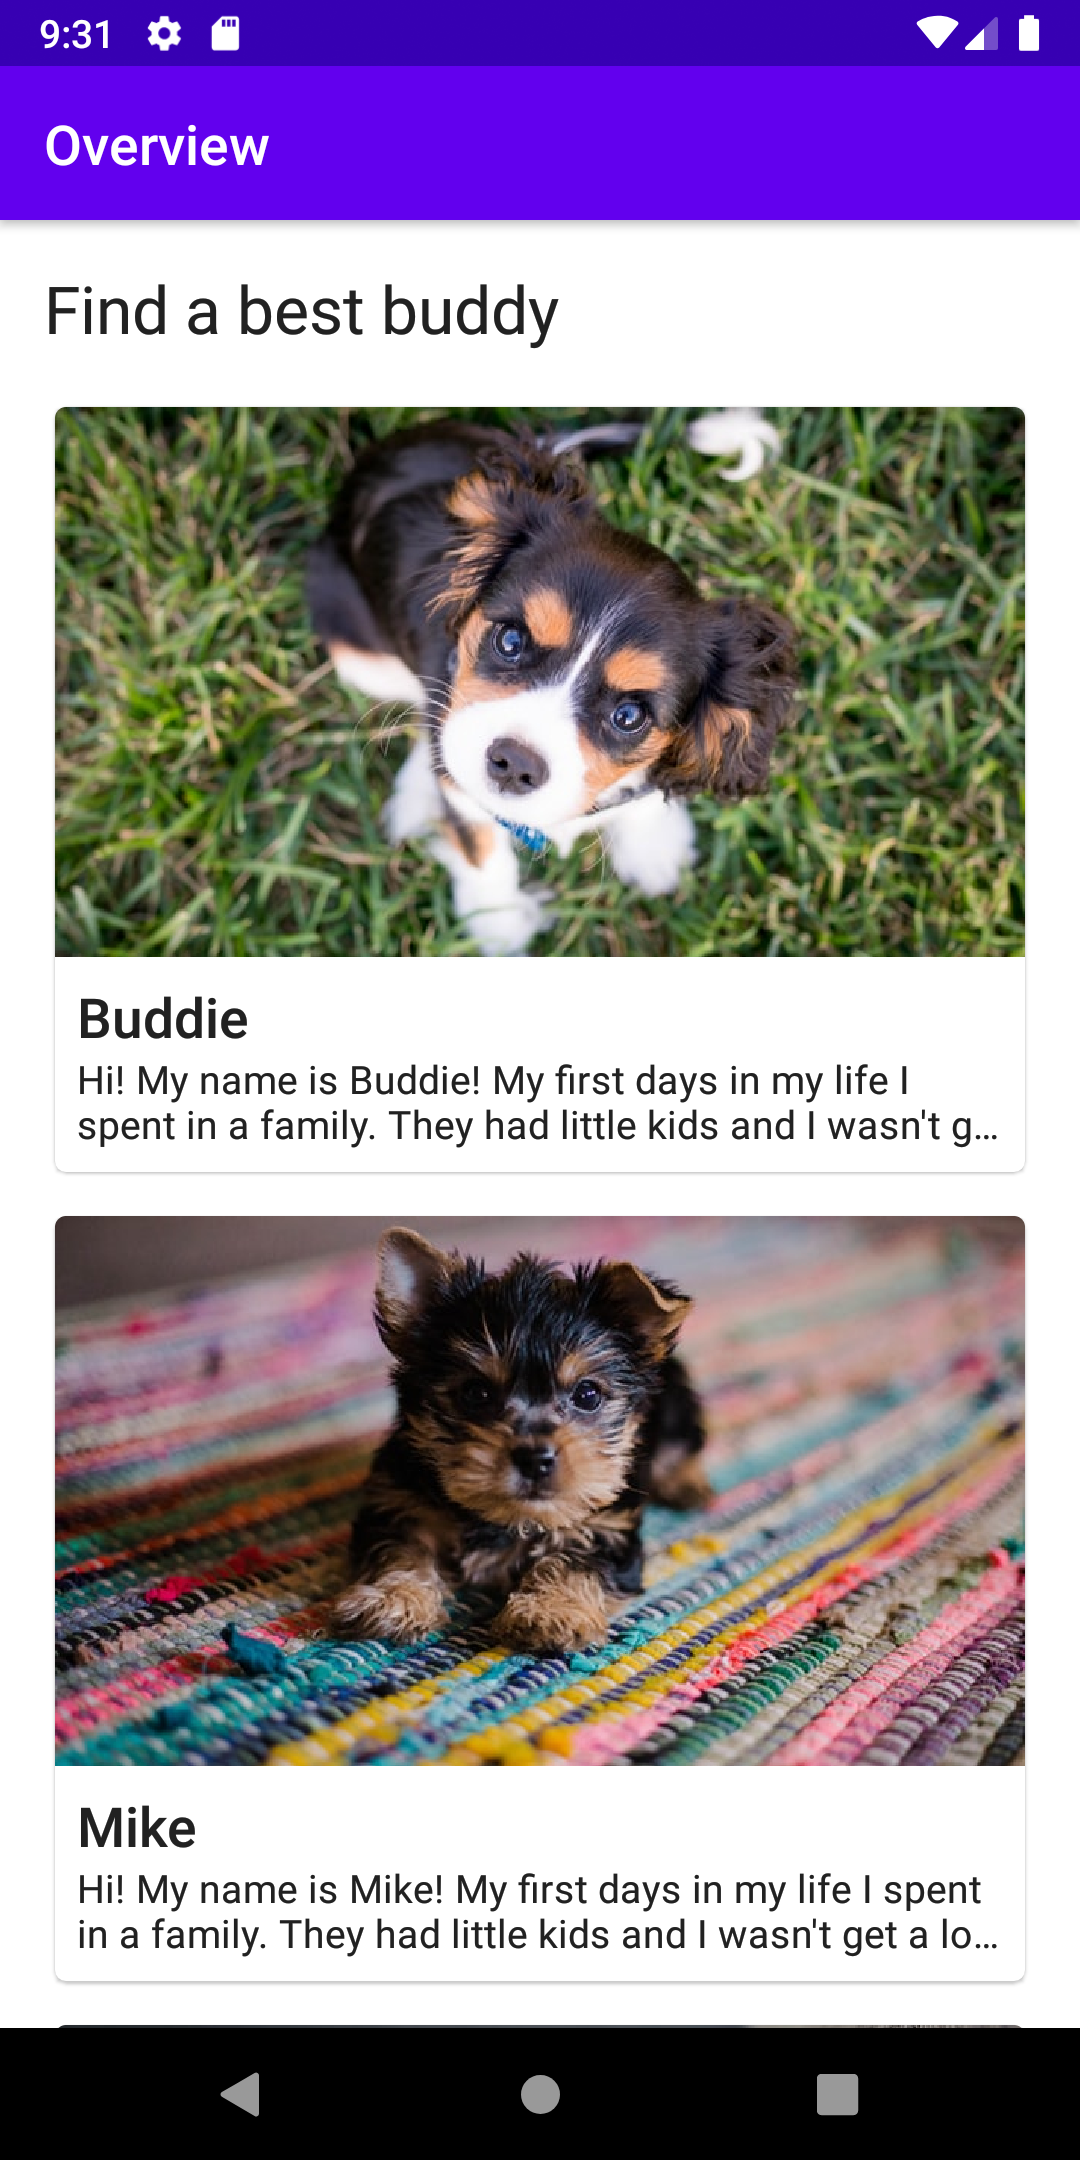 9:31
Overview
Find a best buddy
Buddie
Hi! My name is Buddie! My first days in my life I
spent in a family. They had little kids and I wasn't g...
Mike
Hi! My name is Mike! My first days in my life I spent
in a family. They had little kids and I wasn't get a lo...